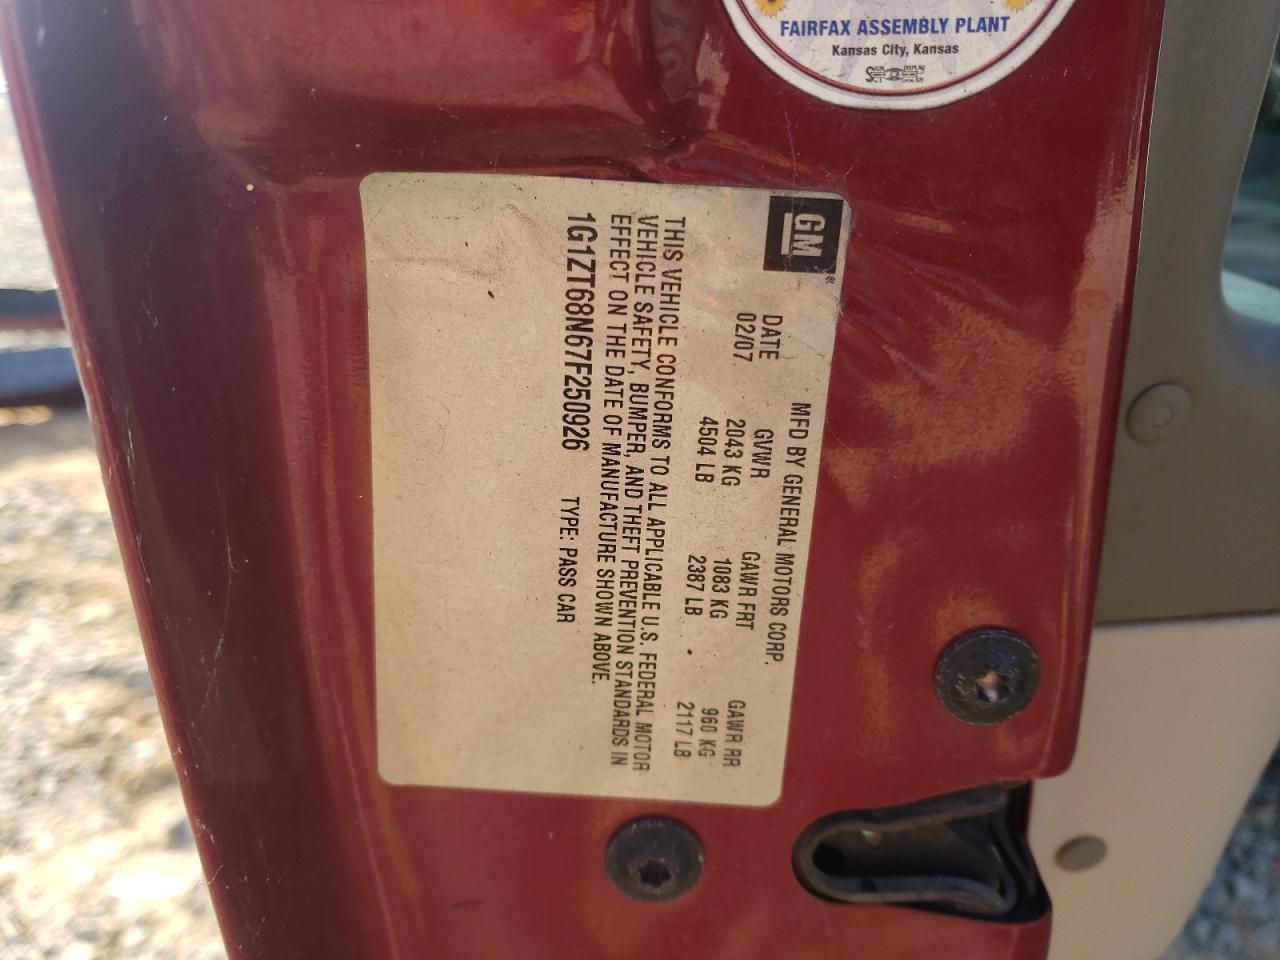 FAIRFAX ASSEMBLY PLANT
Kansas City, Kansas
GM
MFD BY GENERAL MOTORS CORP.
DATE GVWR GAWR FRT GAWR RR
02/07 2043 KG 1083 KG 960 KG
4504 LB 2387 LB 2117 LB
THIS VEHICLE CONFORMS TO ALL APPLICABLE U.S. FEDERAL MOTOR
VEHICLE SAFETY, BUMPER, AND THEFT PREVENTION STANDARDS IN
EFFECT ON THE DATE OF MANUFACTURE SHOWN ABOVE.
1G1ZT68N67F250926 TYPE: PASS CAR